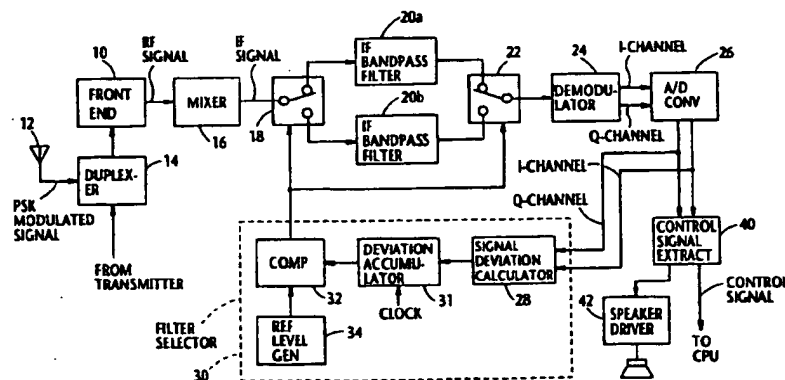 20a
10
RF SIGNAL
IF SIGNAL
IF
BANDPASS
FILTER
22
24
I-CHANNEL
26
FRONT
END
MIXER
DEMODU-
LATOR
A/D
CONV
12
16
18
20b
IF
BANDPASS
FILTER
Q-CHANNEL
14
DUPLEX-
ER
I-CHANNEL
PSK
MODULATED
SIGNAL
Q-CHANNEL
FROM
TRANSMITTER
COMP
DEVIATION
ACCUMU-
LATOR
SIGNAL
DEVIATION
CALCULATOR
CONTROL
SIGNAL
EXTRACT
40
32
31
28
CLOCK
CONTROL
SIGNAL
FILTER
SELECTOR
REF
LEVEL
GEN
34
42
SPEAKER
DRIVER
TO
CPU
30